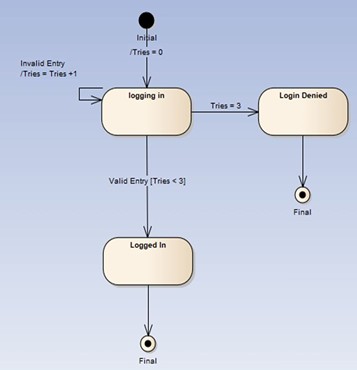 Initial
/Tries = 0
Invalid Entry
/Tries = Tries +1
logging in
Tries = 3
Login Denied
Final
Valid Entry [Tries < 3]
Logged In
Final